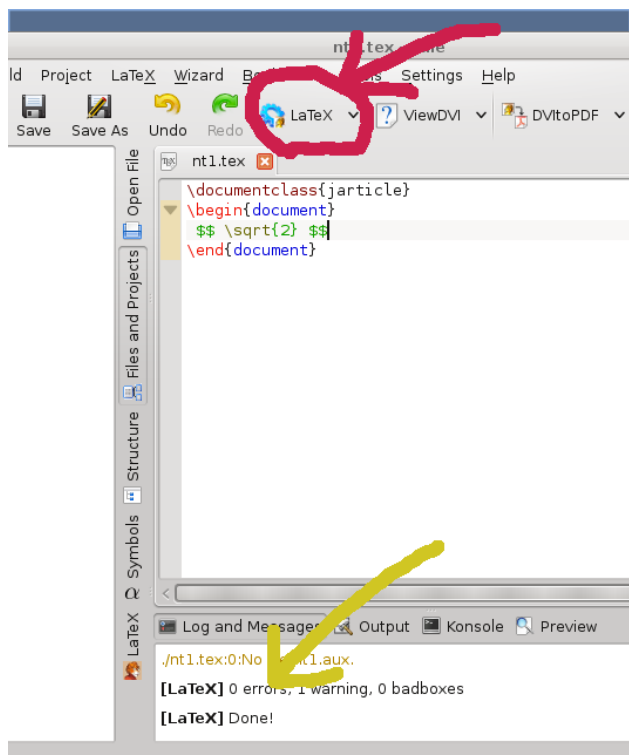 nt1.tex
ld Project LaTeX Wizard Settings Help
Save Save As Undo Redo LaTeX ViewDVI DVItoPDF
Open File
Files and Projects
Structure
Symbols
LaTeX
TEX nt1.tex
\documentclass{jarticle}
\begin{document}
$$ \sqrt{2} $$
\end{document}
Log and Messages Output Konsole Preview
./nt1.tex:0:No nt1.aux.
[LaTeX] 0 errors, 1 warning, 0 badboxes
[LaTeX] Done!